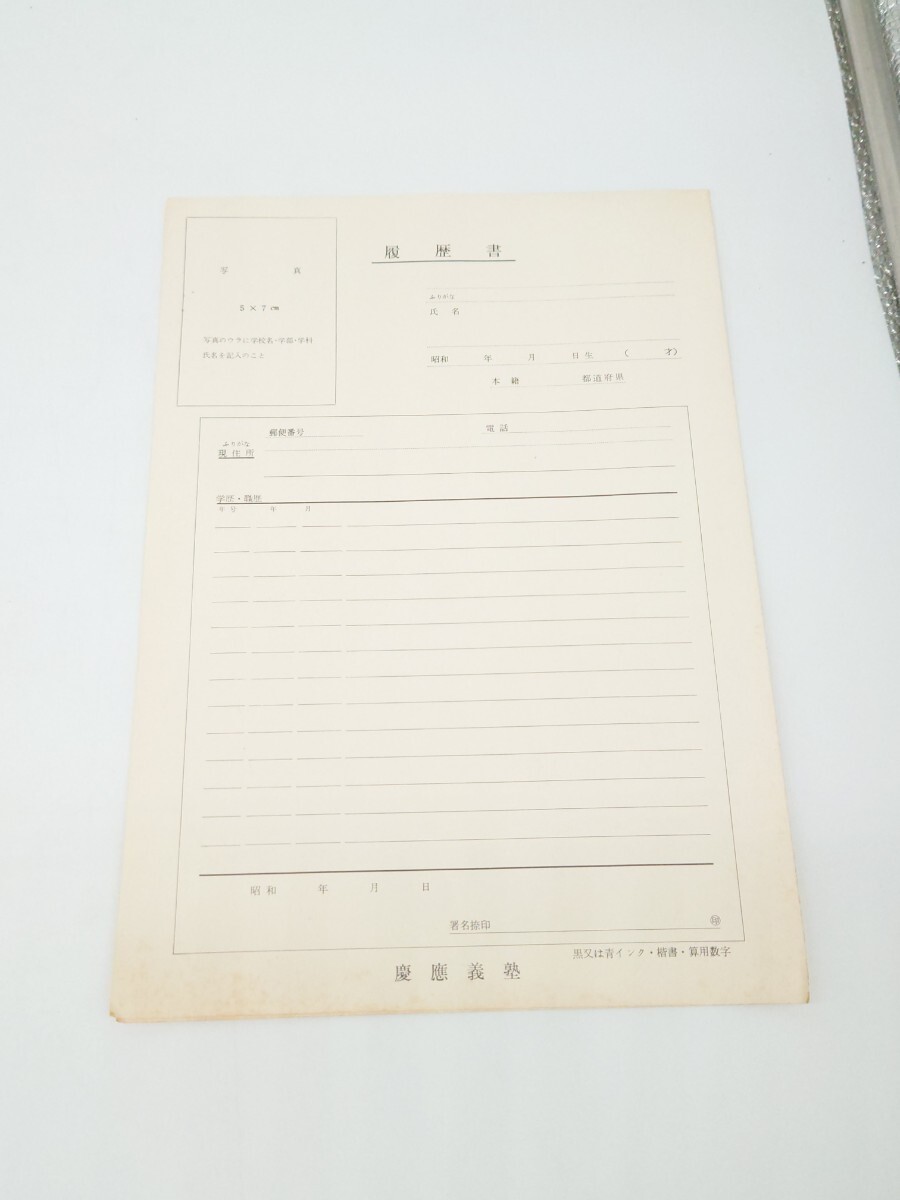 履歴書
写真
5×7cm
写真のウラに学校名・学部・学科
氏名を記入のこと
ふりがな
氏名
昭和 年 月 日生 ( 才)
本籍 都道府県
郵便番号 電話
ふりがな
現住所
学歴・職歴
年号 年 月
昭和 年 月 日
署名捺印 ㊞
黒又は青インク・楷書・算用数字
慶應義塾